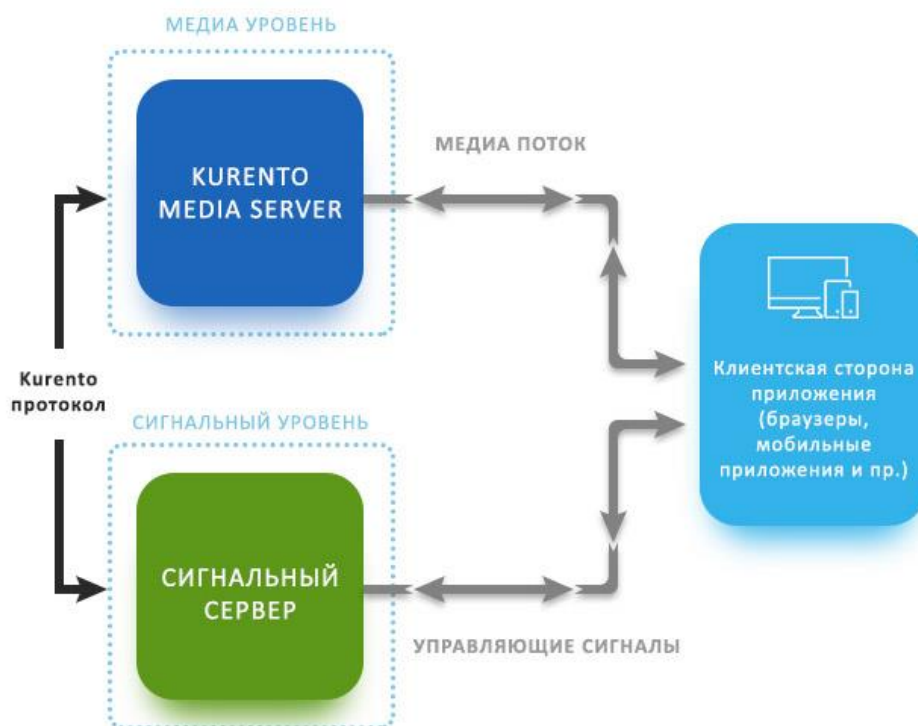 МЕДИА УРОВЕНЬ
KURENTO
MEDIA SERVER
МЕДИА ПОТОК
Kurento
протокол
Клиентская сторона
приложения
(браузеры,
мобильные
приложения и пр.)
СИГНАЛЬНЫЙ УРОВЕНЬ
СИГНАЛЬНЫЙ
СЕРВЕР
УПРАВЛЯЮЩИЕ СИГНАЛЫ